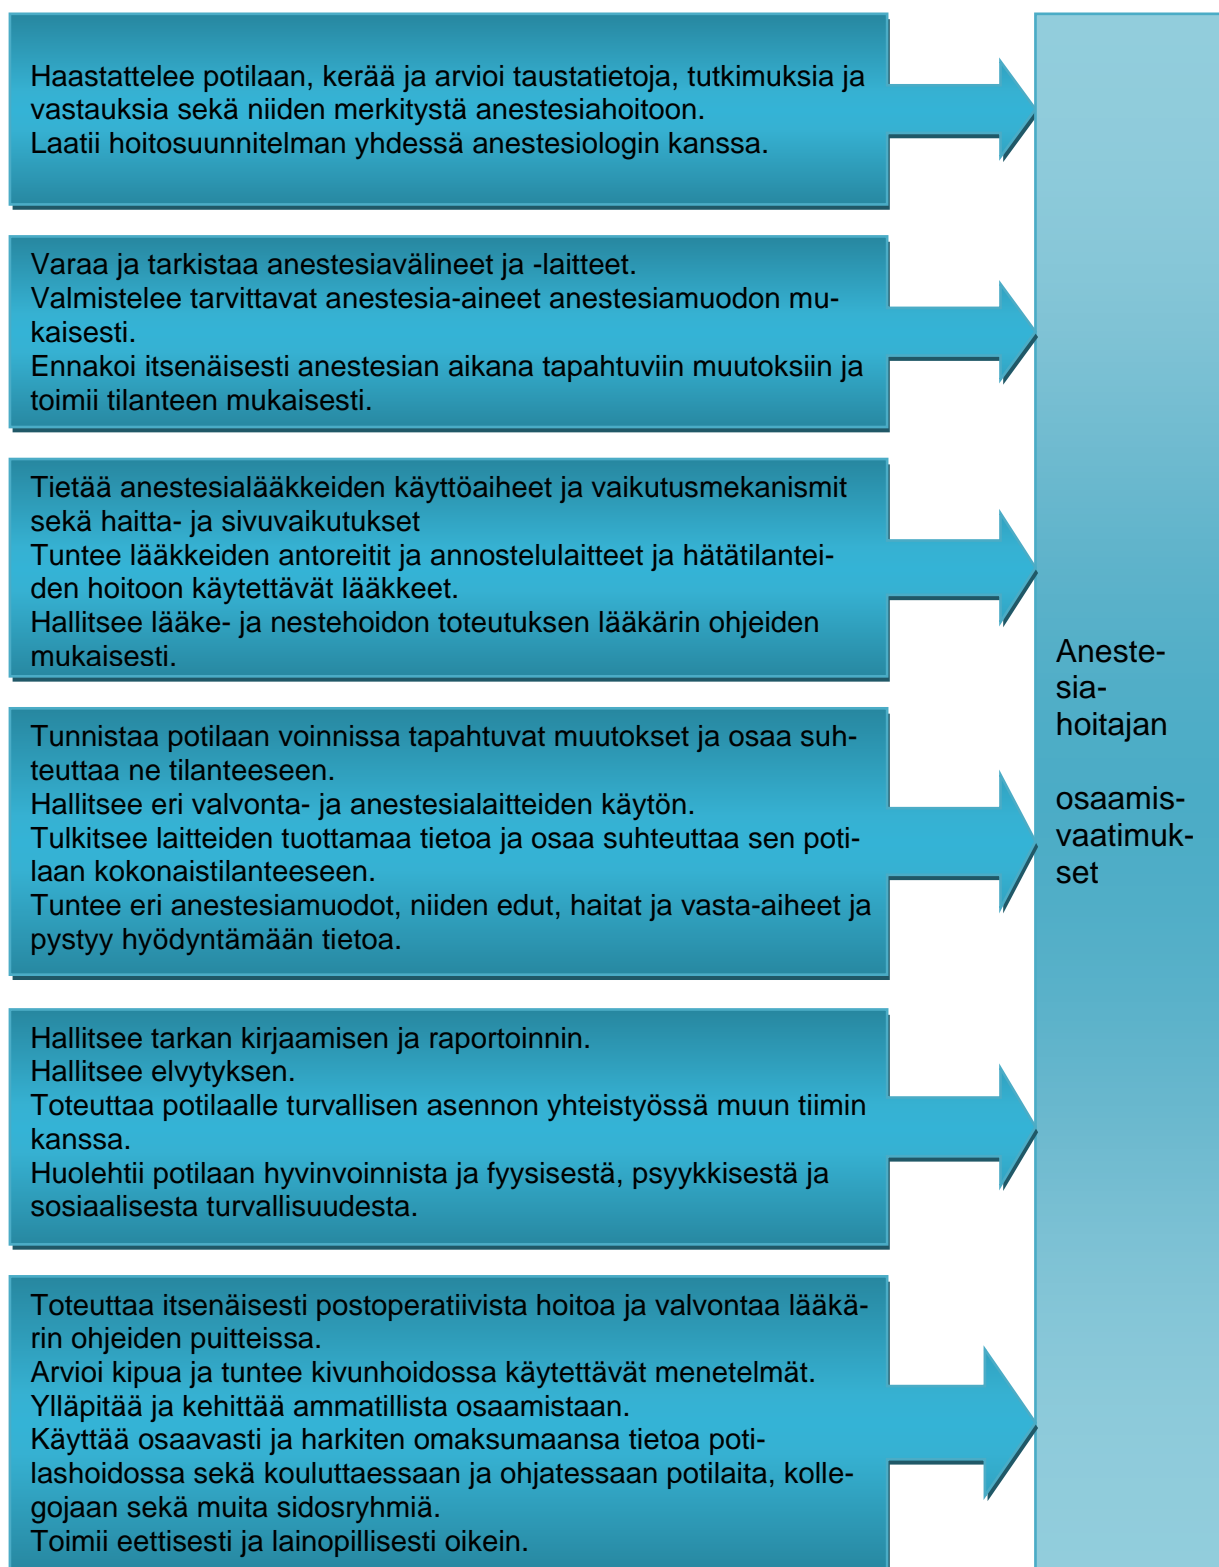 Haastattelee potilaan, kerää ja arvioi taustatietoja, tutkimuksia ja
vastauksia sekä niiden merkitystä anestesiahoitoon.
Laatii hoitosuunnitelman yhdessä anestesiologin kanssa.
Varaa ja tarkistaa anestesiavälineet ja -laitteet.
Valmistelee tarvittavat anestesia-aineet anestesiamuodon mu-
kaisesti.
Ennakoi itsenäisesti anestesian aikana tapahtuviin muutoksiin ja
toimii tilanteen mukaisesti.
Tietää anestesialääkkeiden käyttöaiheet ja vaikutusmekanismit
sekä haitta- ja sivuvaikutukset
Tuntee lääkkeiden antoreitit ja annostelulaitteet ja hätätilantei-
den hoitoon käytettävät lääkkeet.
Hallitsee lääke- ja nestehoidon toteutuksen lääkärin ohjeiden
mukaisesti.
Tunnistaa potilaan voinnissa tapahtuvat muutokset ja osaa suh-
teuttaa ne tilanteeseen.
Hallitsee eri valvonta- ja anestesialaitteiden käytön.
Tulkitsee laitteiden tuottamaa tietoa ja osaa suhteuttaa sen poti-
laan kokonaistilanteeseen.
Tuntee eri anestesiamuodot, niiden edut, haitat ja vasta-aiheet ja
pystyy hyödyntämään tietoa.
Hallitsee tarkan kirjaamisen ja raportoinnin.
Hallitsee elvytyksen.
Toteuttaa potilaalle turvallisen asennon yhteistyössä muun tiimin
kanssa.
Huolehtii potilaan hyvinvoinnista ja fyysisestä, psyykkisestä ja
sosiaalisesta turvallisuudesta.
Toteuttaa itsenäisesti postoperatiivista hoitoa ja valvontaa lääkä-
rin ohjeiden puitteissa.
Arvioi kipua ja tuntee kivunhoidossa käytettävät menetelmät.
Ylläpitää ja kehittää ammatillista osaamistaan.
Käyttää osaavasti ja harkiten omaksumaansa tietoa poti-
lashoidossa sekä kouluttaessaan ja ohjatessaan potilaita, kolle-
gojaan sekä muita sidosryhmiä.
Toimii eettisesti ja lainopillisesti oikein.
Aneste-
sia-
hoitajan
osaamis-
vaatimuk-
set